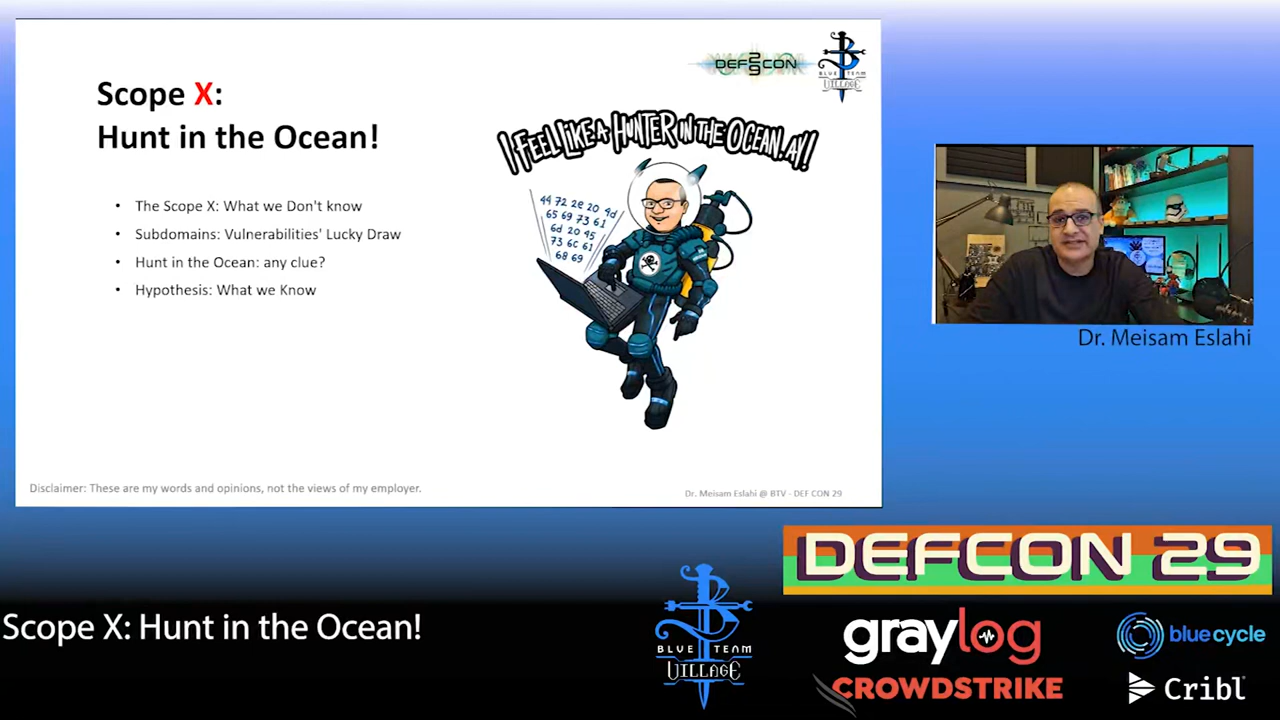 Scope X:
Hunt in the Ocean!
DEF CON
29
BLUE TEAM
VILLAGE
I FEEL LIKE A HUNTER IN THE OCEAN, AY!
44 72 2e 20 4d
65 69 73 61
6d 20 45
73 6c 61
68 69
• The Scope X: What we Don't know
• Subdomains: Vulnerabilities' Lucky Draw
• Hunt in the Ocean: any clue?
• Hypothesis: What we Know
Disclaimer: These are my words and opinions, not the views of my employer.
Dr. Meisam Eslahi @ BTV - DEF CON 29
Dr. Meisam Eslahi
Scope X: Hunt in the Ocean!
BLUE TEAM
VILLAGE
DEFCON 29
graylog
bluecycle
CROWDSTRIKE
Cribl